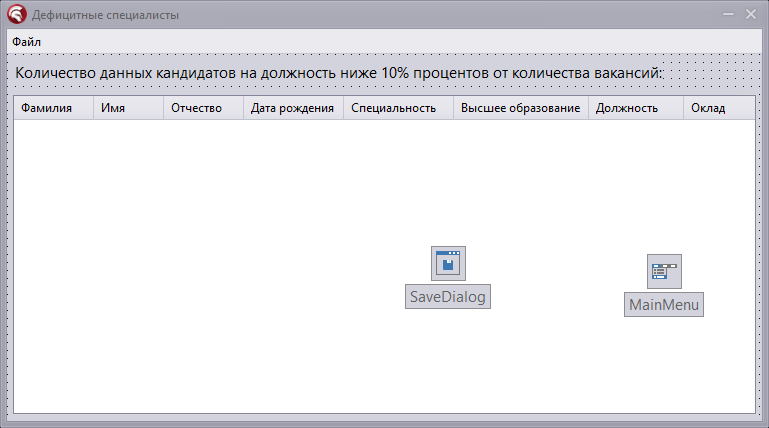 Дефицитные специалисты
Файл
Количество данных кандидатов на должность ниже 10% процентов от количества вакансий:
Фамилия Имя Отчество Дата рождения Специальность Высшее образование Должность Оклад
SaveDialog
MainMenu